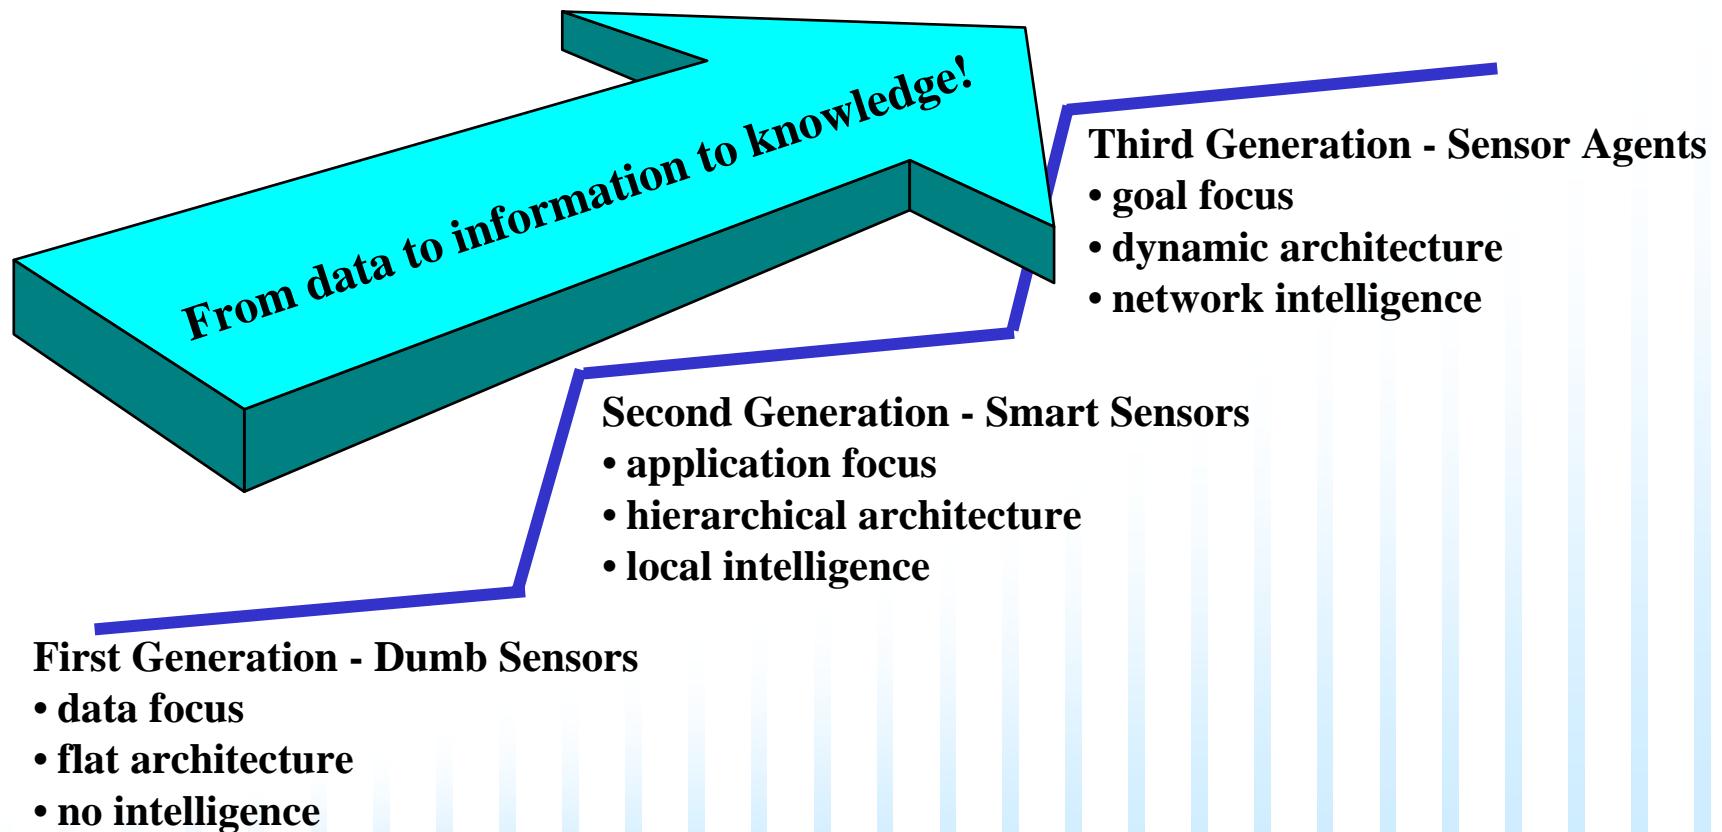 From data to information to knowledge!
Third Generation - Sensor Agents
• goal focus
• dynamic architecture
• network intelligence
Second Generation - Smart Sensors
• application focus
• hierarchical architecture
• local intelligence
First Generation - Dumb Sensors
• data focus
• flat architecture
• no intelligence